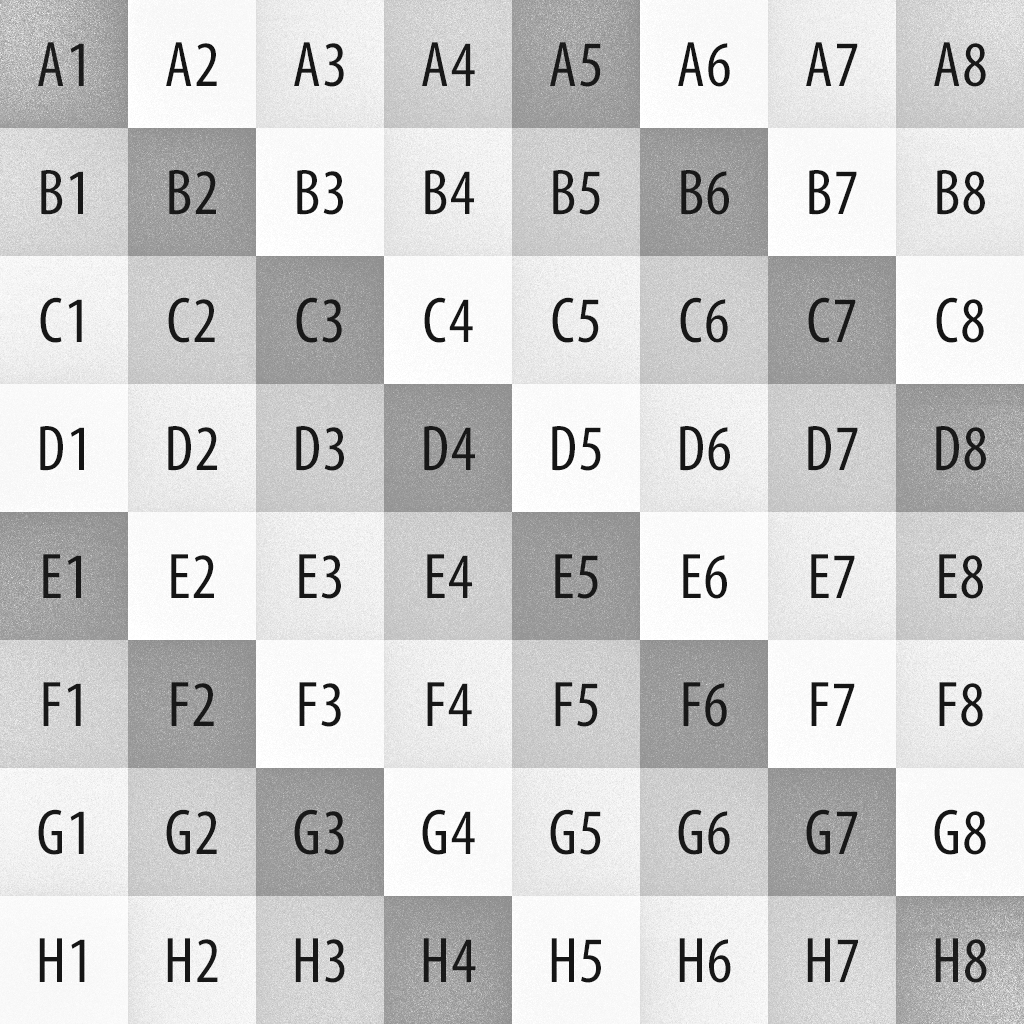 A1 A2 A3 A4 A5 A6 A7 A8
B1 B2 B3 B4 B5 B6 B7 B8
C1 C2 C3 C4 C5 C6 C7 C8
D1 D2 D3 D4 D5 D6 D7 D8
E1 E2 E3 E4 E5 E6 E7 E8
F1 F2 F3 F4 F5 F6 F7 F8
G1 G2 G3 G4 G5 G6 G7 G8
H1 H2 H3 H4 H5 H6 H7 H8